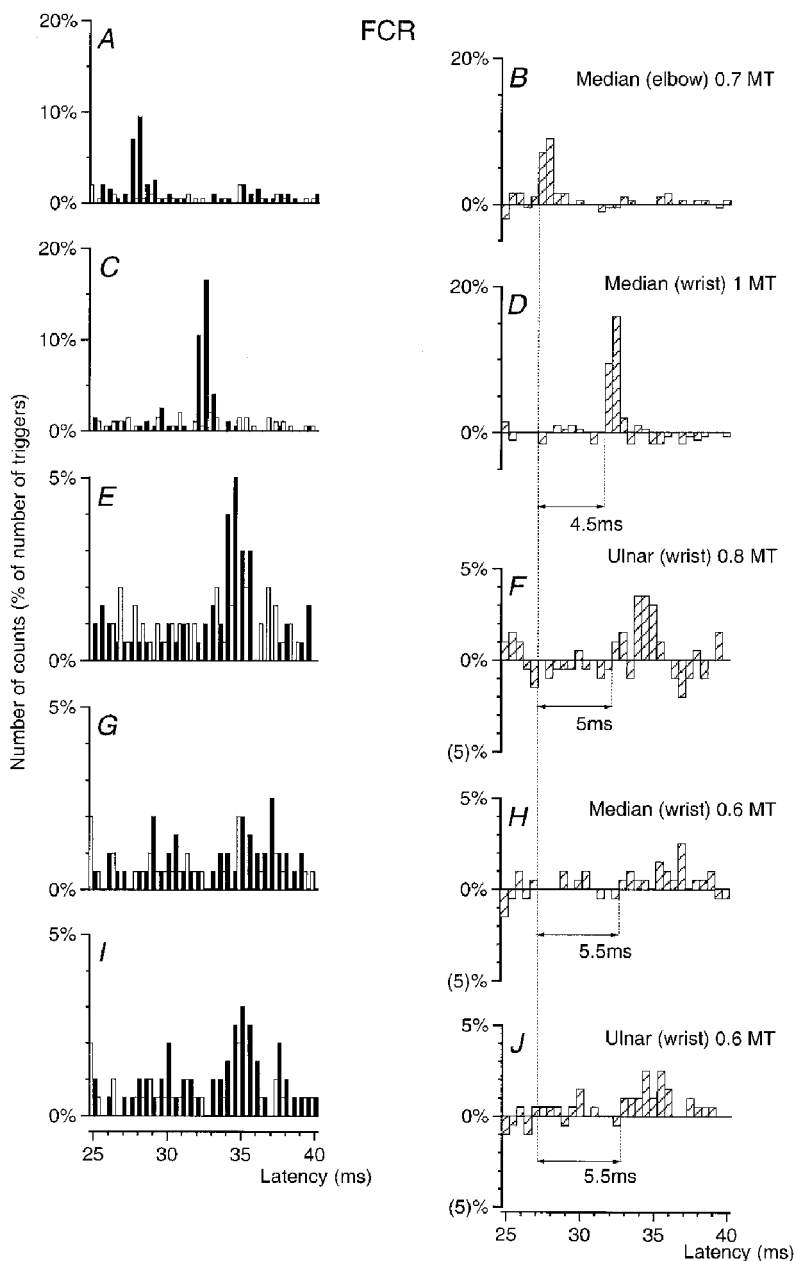 FCR
A
20%
10%
0%
B
Median (elbow) 0.7 MT
20%
0%
C
20%
10%
0%
D
Median (wrist) 1 MT
20%
0%
4.5ms
E
5%
0%
F
Ulnar (wrist) 0.8 MT
5%
0%
(5)%
5ms
G
5%
0%
H
Median (wrist) 0.6 MT
5%
0%
(5)%
5.5ms
I
5%
0%
J
Ulnar (wrist) 0.6 MT
5%
0%
(5)%
5.5ms
Number of counts (% of number of triggers)
25 30 35 40
Latency (ms)
25 30 35 40
Latency (ms)